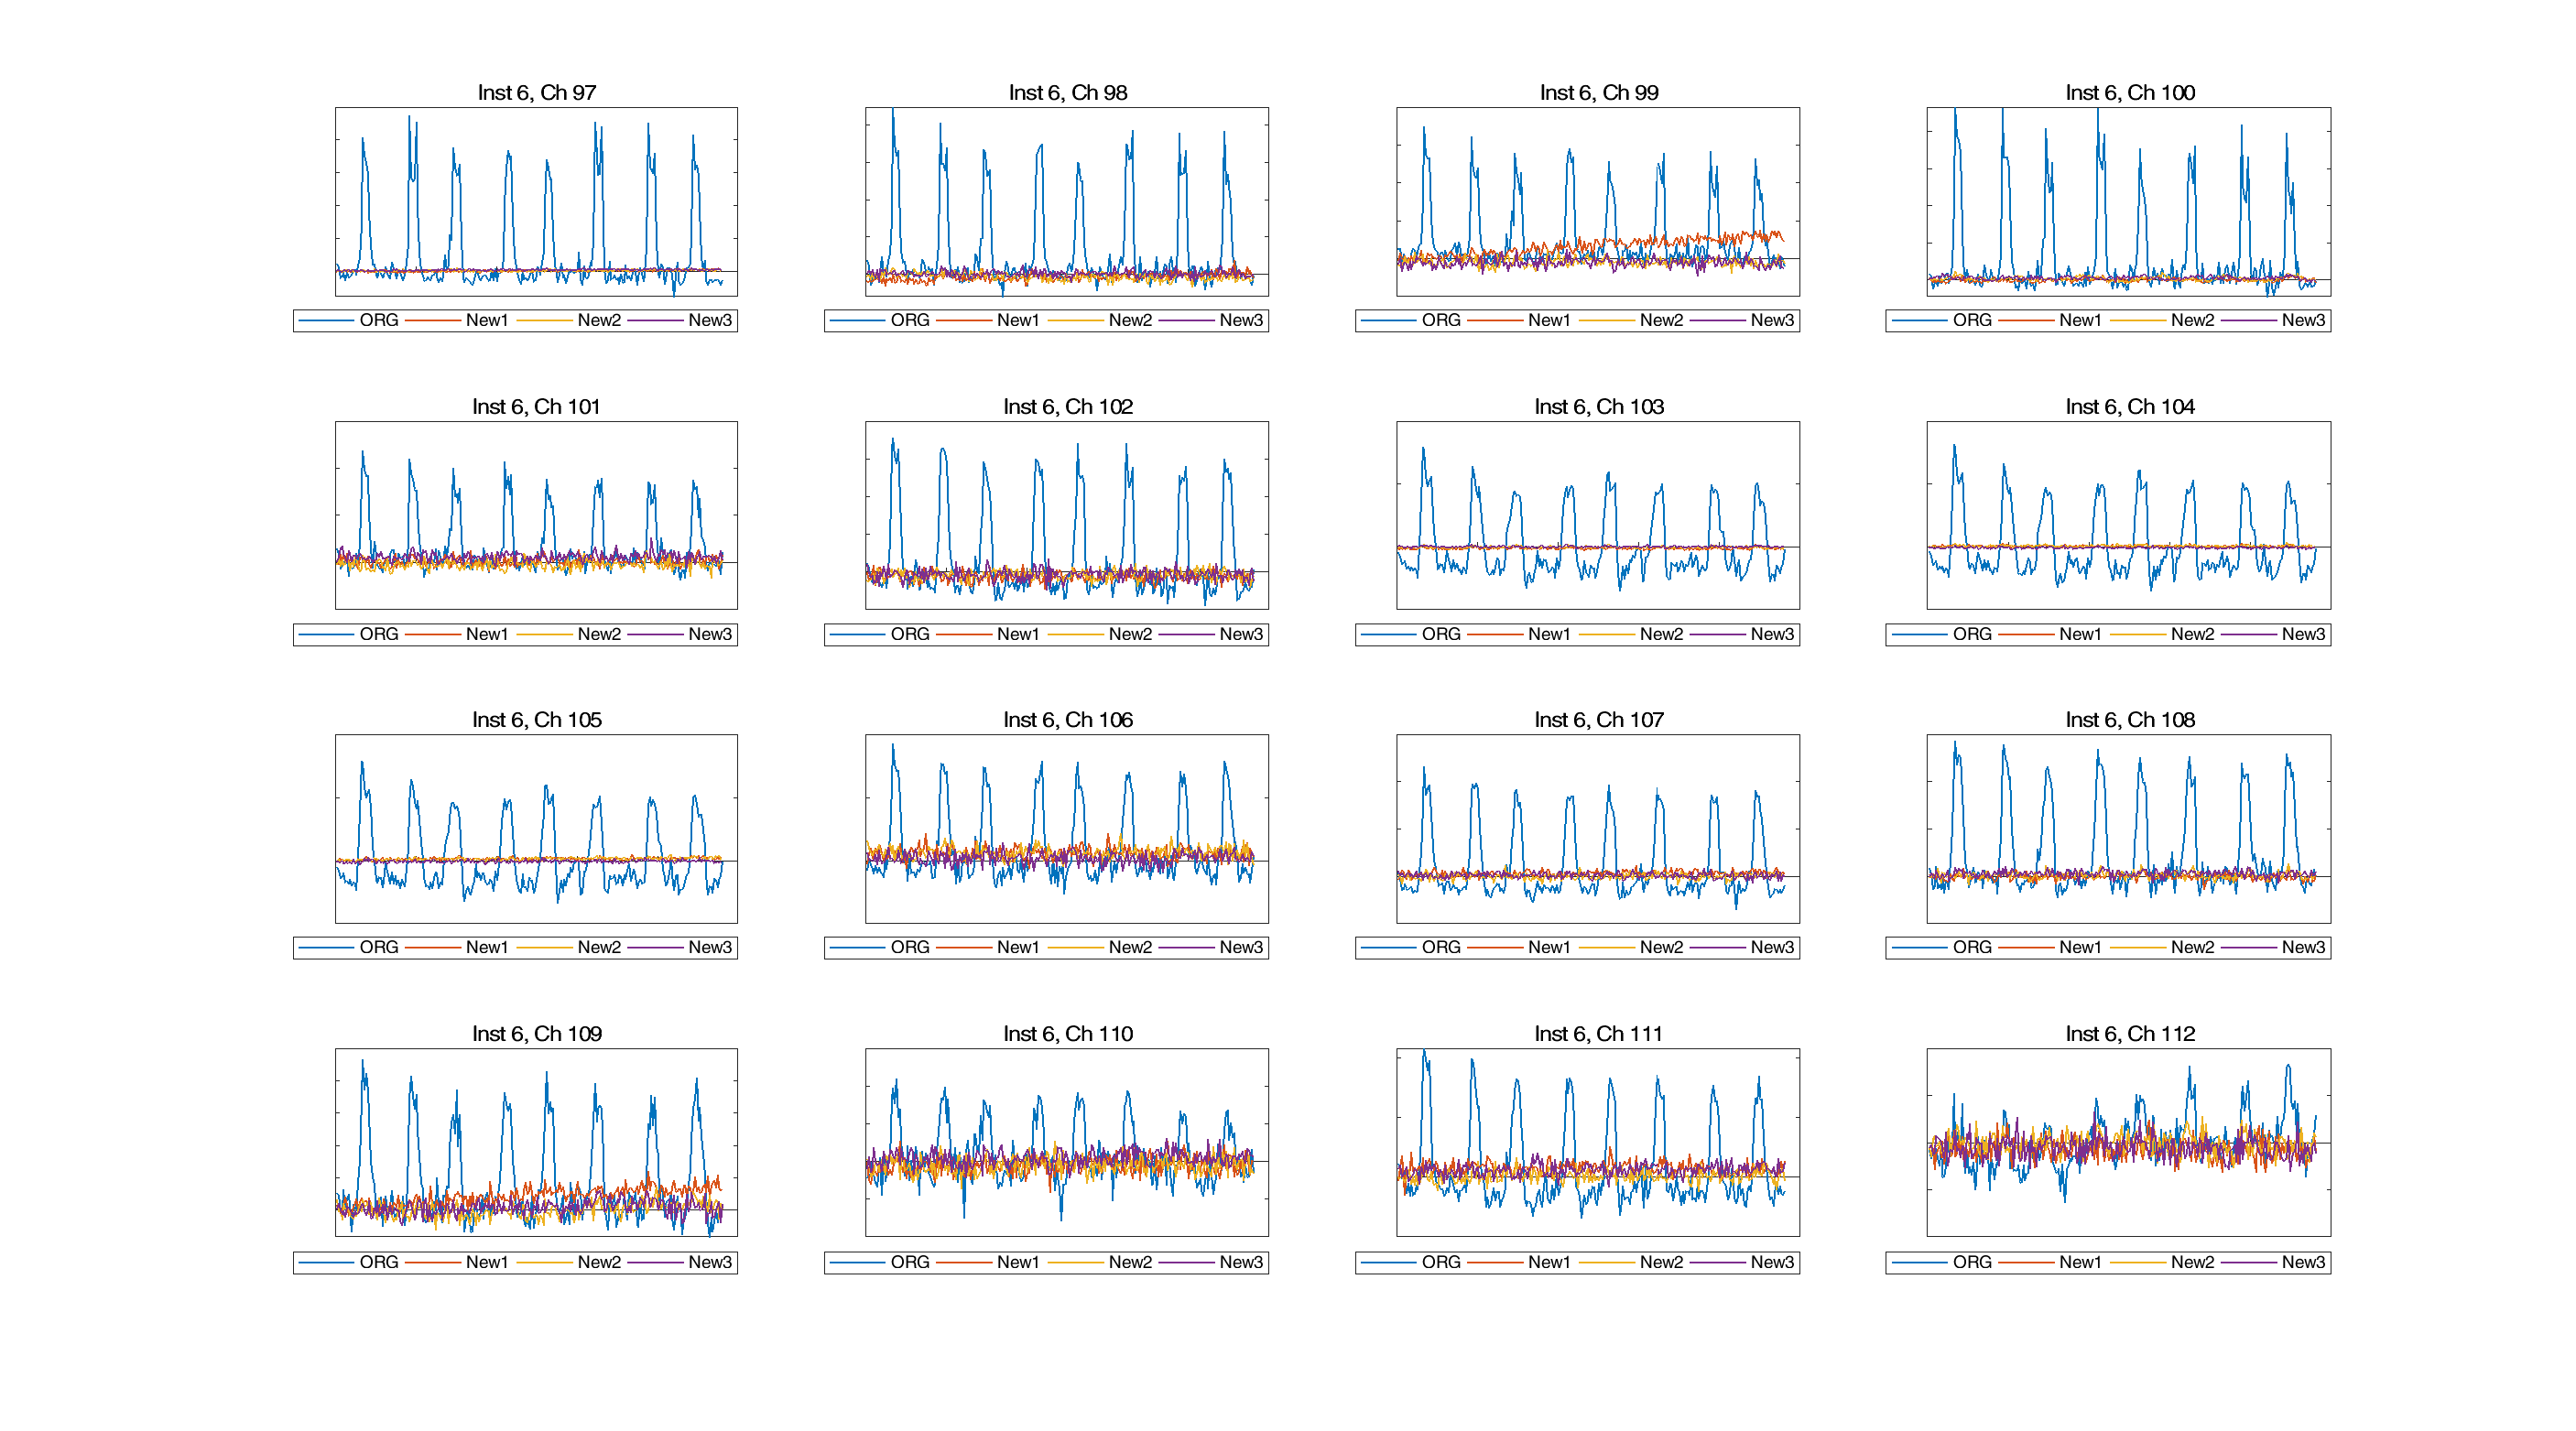 Inst 6, Ch 97
Inst 6, Ch 98
Inst 6, Ch 99
Inst 6, Ch 100
ORG New1 New2 New3
ORG New1 New2 New3
ORG New1 New2 New3
ORG New1 New2 New3
Inst 6, Ch 101
Inst 6, Ch 102
Inst 6, Ch 103
Inst 6, Ch 104
ORG New1 New2 New3
ORG New1 New2 New3
ORG New1 New2 New3
ORG New1 New2 New3
Inst 6, Ch 105
Inst 6, Ch 106
Inst 6, Ch 107
Inst 6, Ch 108
ORG New1 New2 New3
ORG New1 New2 New3
ORG New1 New2 New3
ORG New1 New2 New3
Inst 6, Ch 109
Inst 6, Ch 110
Inst 6, Ch 111
Inst 6, Ch 112
ORG New1 New2 New3
ORG New1 New2 New3
ORG New1 New2 New3
ORG New1 New2 New3